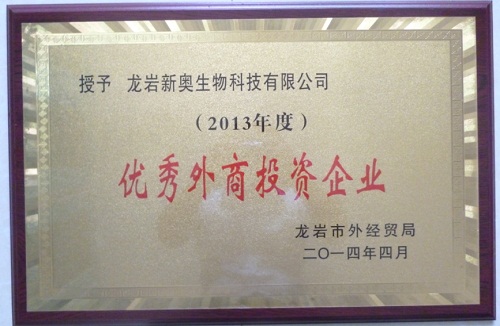 授予 龙岩新奥生物科技有限公司
（2013年度）
优秀外商投资企业
龙岩市外经贸局
二〇一四年四月